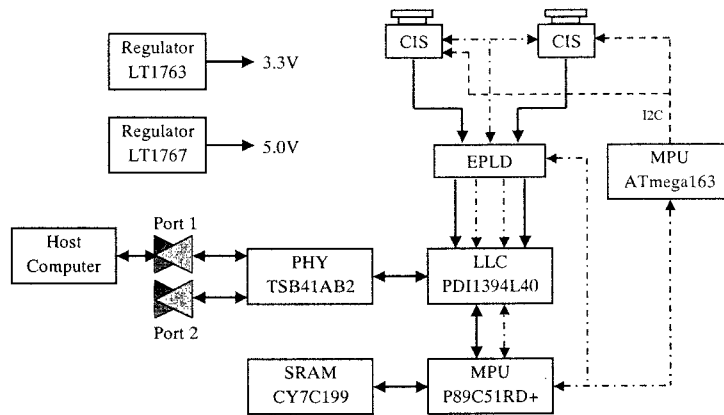 CIS
CIS
Regulator
LT1763
3.3V
I2C
Regulator
LT1767
5.0V
EPLD
MPU
ATmega163
Port 1
Host
Computer
PHY
TSB41AB2
LLC
PDI1394L40
Port 2
SRAM
CY7C199
MPU
P89C51RD+